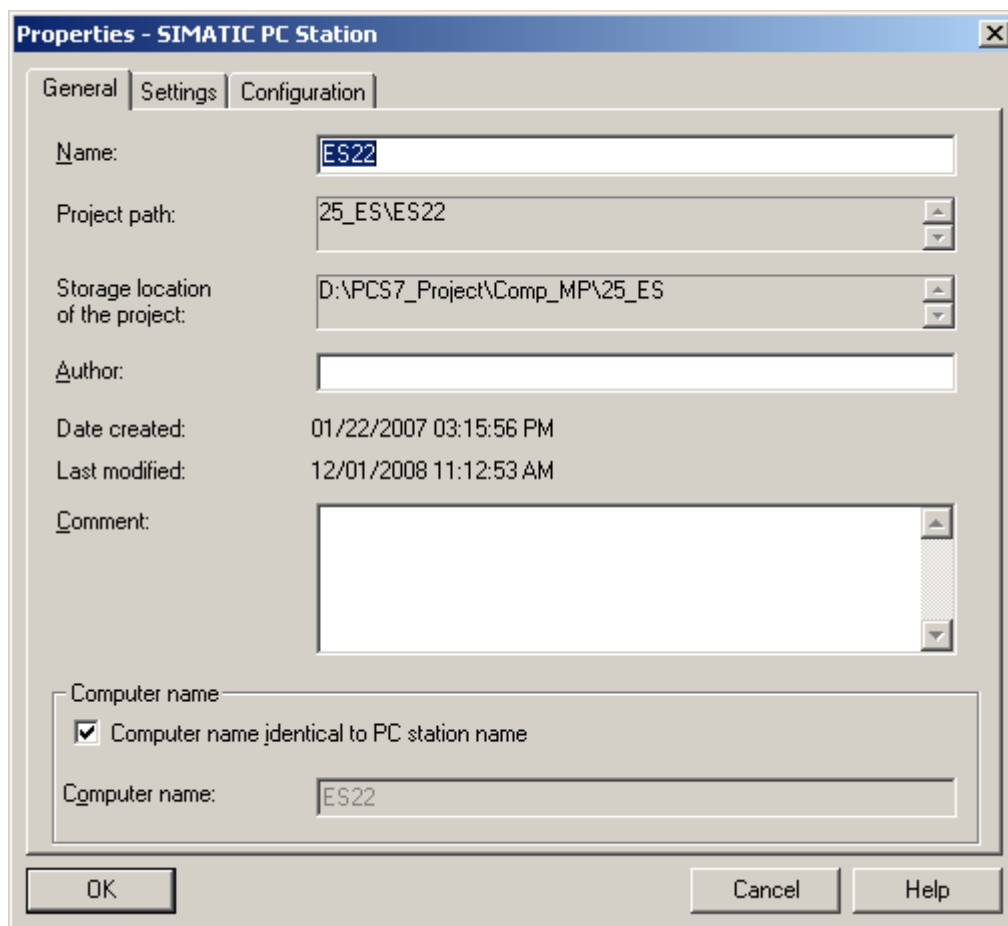 Properties - SIMATIC PC Station
General Settings Configuration
Name: ES22
Project path: 25_ES\ES22
Storage location
of the project: D:\PCS7_Project\Comp_MP\25_ES
Author:
Date created: 01/22/2007 03:15:56 PM
Last modified: 12/01/2008 11:12:53 AM
Comment:
Computer name
Computer name identical to PC station name
Computer name: ES22
OK Cancel Help